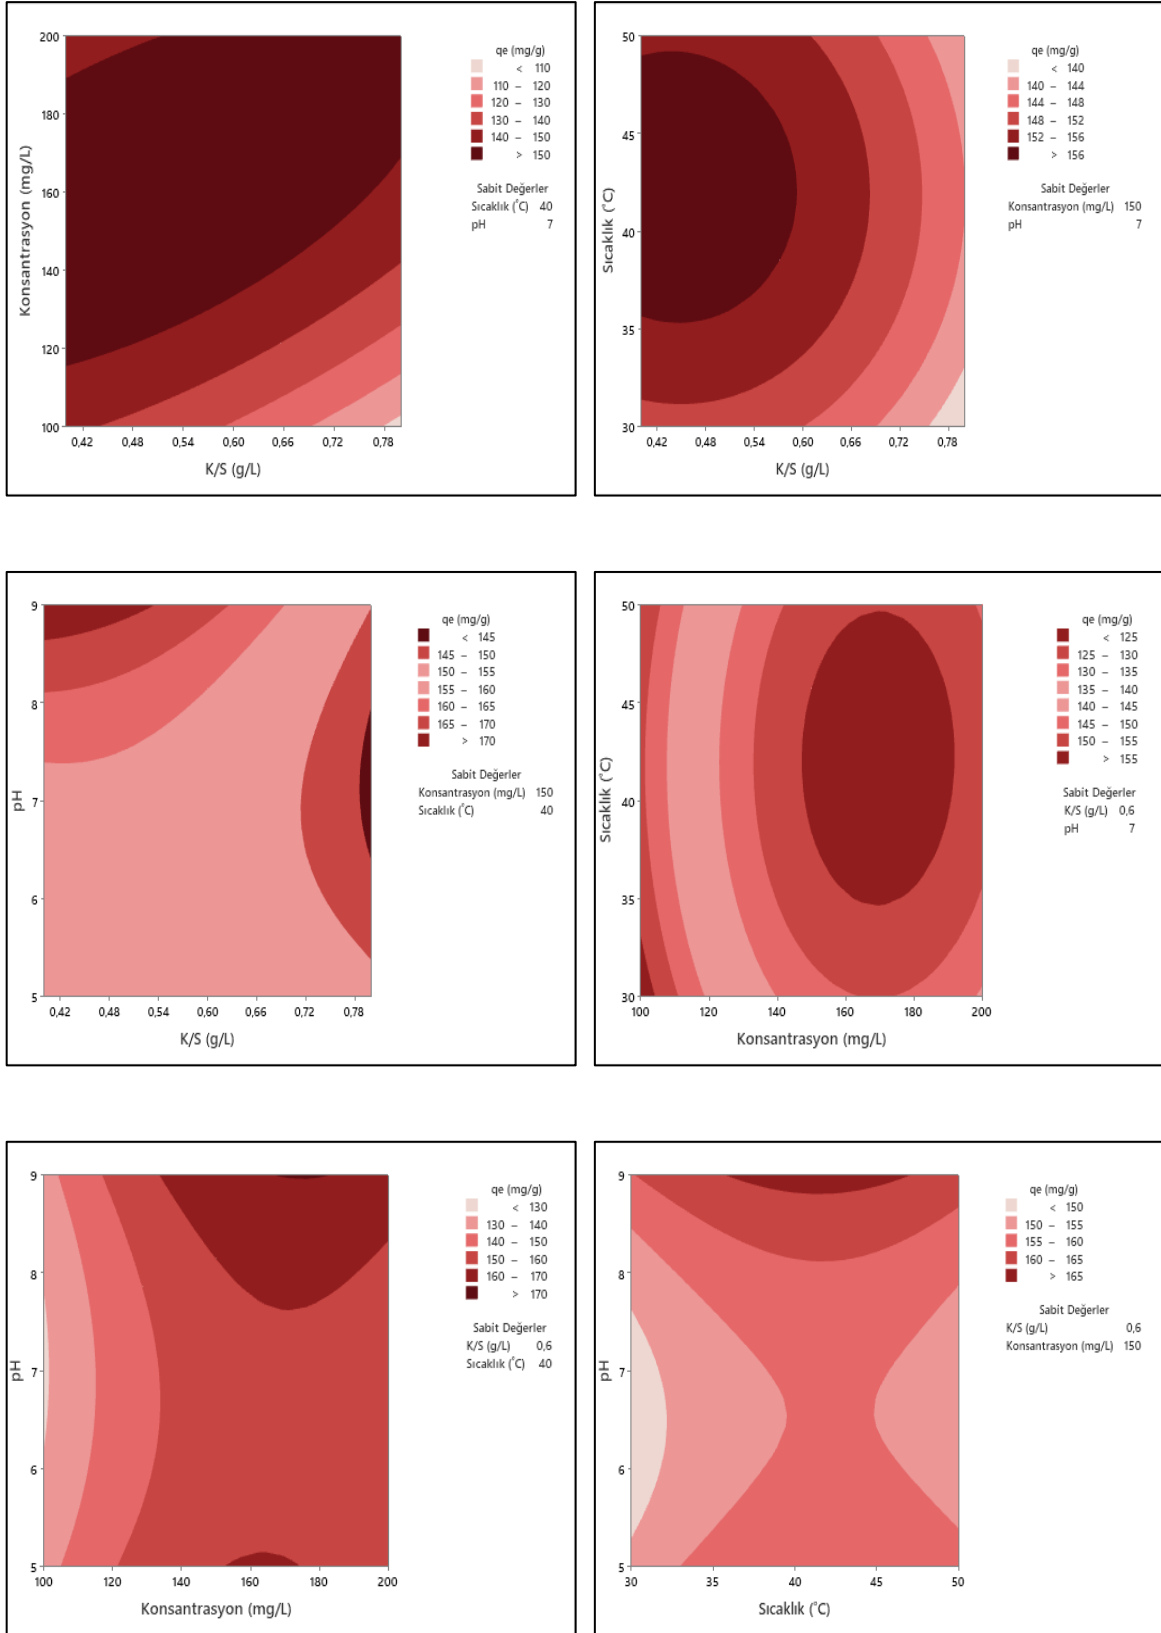 qe (mg/g)
< 110
110 – 120
120 – 130
130 – 140
140 – 150
> 150
Sabit Değerler
Sıcaklık (°C) 40
pH 7
Konsantrasyon (mg/L)
200
180
160
140
120
100
0,42 0,48 0,54 0,60 0,66 0,72 0,78
K/S (g/L)
qe (mg/g)
< 140
140 – 144
144 – 148
148 – 152
152 – 156
> 156
Sabit Değerler
Konsantrasyon (mg/L) 150
pH 7
Sıcaklık (°C)
50
45
40
35
30
0,42 0,48 0,54 0,60 0,66 0,72 0,78
K/S (g/L)
qe (mg/g)
< 145
145 – 150
150 – 155
155 – 160
160 – 165
165 – 170
> 170
Sabit Değerler
Konsantrasyon (mg/L) 150
Sıcaklık (°C) 40
pH
9
8
7
6
5
0,42 0,48 0,54 0,60 0,66 0,72 0,78
K/S (g/L)
qe (mg/g)
< 125
125 – 130
130 – 135
135 – 140
140 – 145
145 – 150
150 – 155
> 155
Sabit Değerler
K/S (g/L) 0,6
pH 7
Sıcaklık (°C)
50
45
40
35
30
100 120 140 160 180 200
Konsantrasyon (mg/L)
qe (mg/g)
< 130
130 – 140
140 – 150
150 – 160
160 – 170
> 170
Sabit Değerler
K/S (g/L) 0,6
Sıcaklık (°C) 40
pH
9
8
7
6
5
100 120 140 160 180 200
Konsantrasyon (mg/L)
qe (mg/g)
< 150
150 – 155
155 – 160
160 – 165
> 165
Sabit Değerler
K/S (g/L) 0,6
Konsantrasyon (mg/L) 150
pH
9
8
7
6
5
30 35 40 45 50
Sıcaklık (°C)